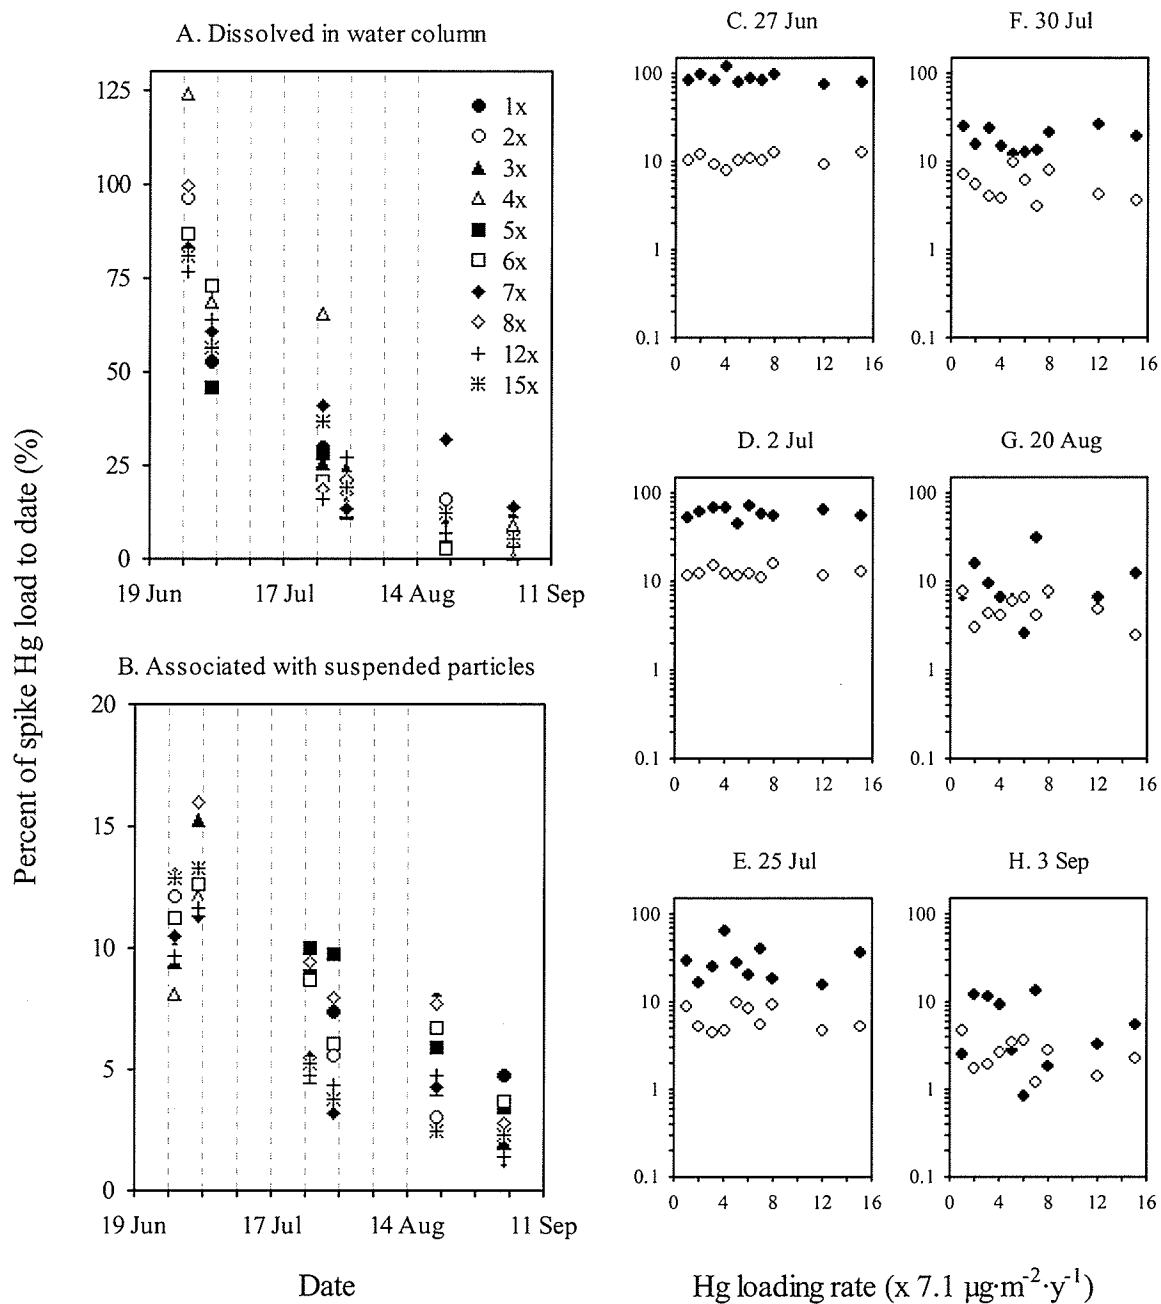 A. Dissolved in water column
125
100
75
50
25
0
19 Jun 17 Jul 14 Aug 11 Sep
1x
2x
3x
4x
5x
6x
7x
8x
12x
15x
B. Associated with suspended particles
20
15
10
5
0
19 Jun 17 Jul 14 Aug 11 Sep
Percent of spike Hg load to date (%)
Date
C. 27 Jun
100
10
1
0.1
0 4 8 12 16
F. 30 Jul
100
10
1
0.1
0 4 8 12 16
D. 2 Jul
100
10
1
0.1
0 4 8 12 16
G. 20 Aug
100
10
1
0.1
0 4 8 12 16
E. 25 Jul
100
10
1
0.1
0 4 8 12 16
H. 3 Sep
100
10
1
0.1
0 4 8 12 16
Hg loading rate (x 7.1 µg·m⁻²·y⁻¹)